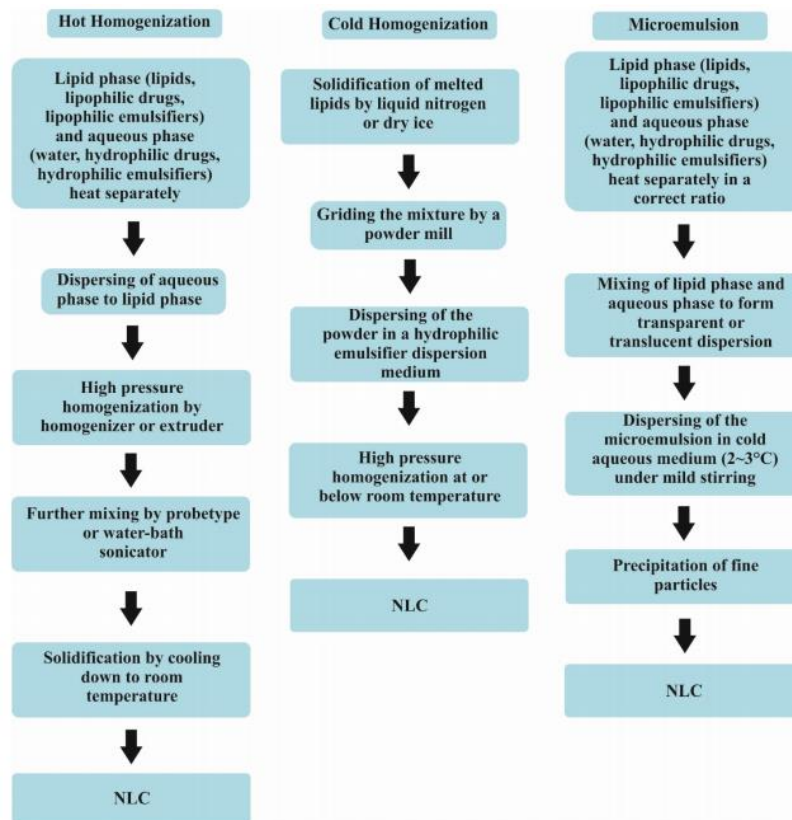 Hot Homogenization
Lipid phase (lipids,
lipophilic drugs,
lipophilic emulsifiers)
and aqueous phase
(water, hydrophilic drugs,
hydrophilic emulsifiers)
heat separately
Dispersing of aqueous
phase to lipid phase
High pressure
homogenization by
homogenizer or extruder
Further mixing by probetype
or water-bath
sonicator
Solidification by cooling
down to room
temperature
NLC
Cold Homogenization
Solidification of melted
lipids by liquid nitrogen
or dry ice
Griding the mixture by a
powder mill
Dispersing of the
powder in a hydrophilic
emulsifier dispersion
medium
High pressure
homogenization at or
below room temperature
NLC
Microemulsion
Lipid phase (lipids,
lipophilic drugs,
lipophilic emulsifiers)
and aqueous phase
(water, hydrophilic drugs,
hydrophilic emulsifiers)
heat separately in a
correct ratio
Mixing of lipid phase and
aqueous phase to form
transparent or
translucent dispersion
Dispersing of the
microemulsion in cold
aqueous medium (2~3°C)
under mild stirring
Precipitation of fine
particles
NLC